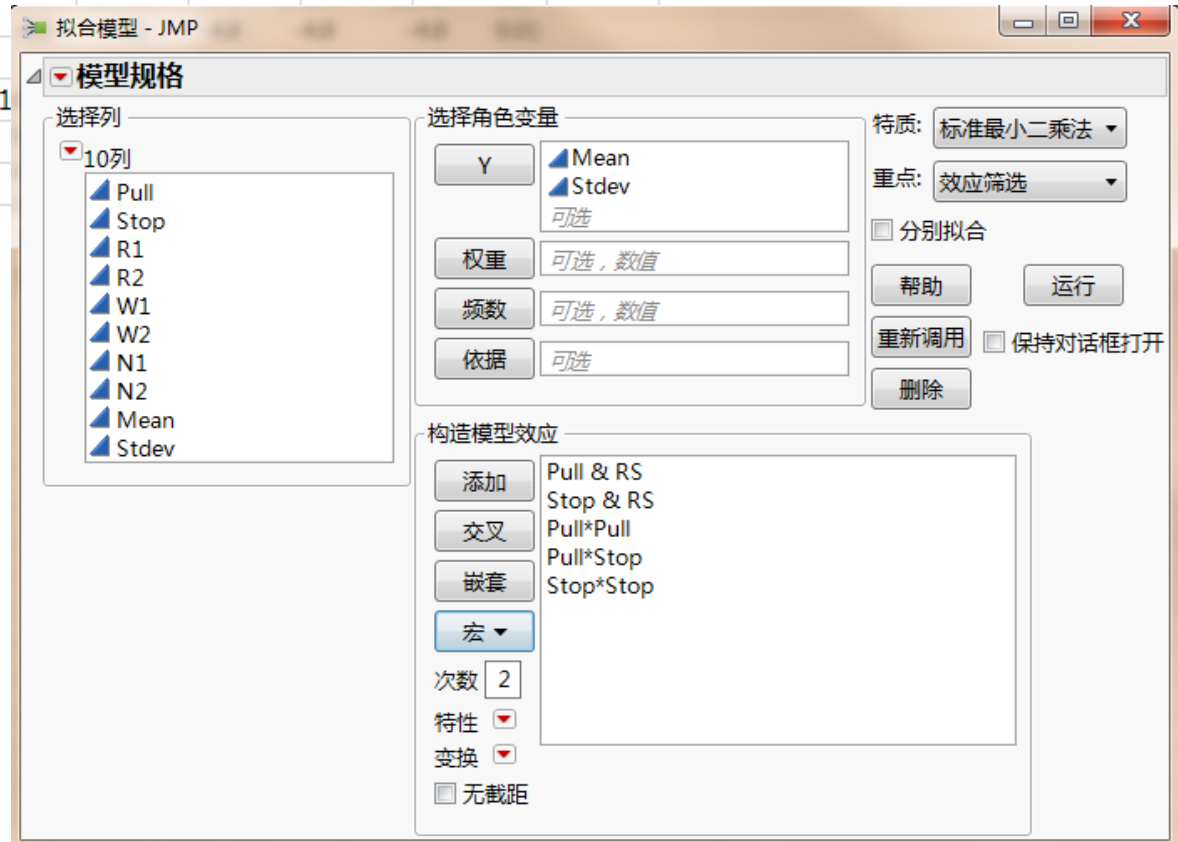 拟合模型 - JMP
模型规格
选择列
10列
Pull
Stop
R1
R2
W1
W2
N1
N2
Mean
Stdev
选择角色变量
Y
Mean
Stdev
可选
权重
可选，数值
频数
可选，数值
依据
可选
特质: 标准最小二乘法
重点: 效应筛选
分别拟合
帮助
运行
重新调用
保持对话框打开
删除
构造模型效应
添加
交叉
嵌套
宏
次数 2
特性
变换
无截距
Pull & RS
Stop & RS
Pull*Pull
Pull*Stop
Stop*Stop
1